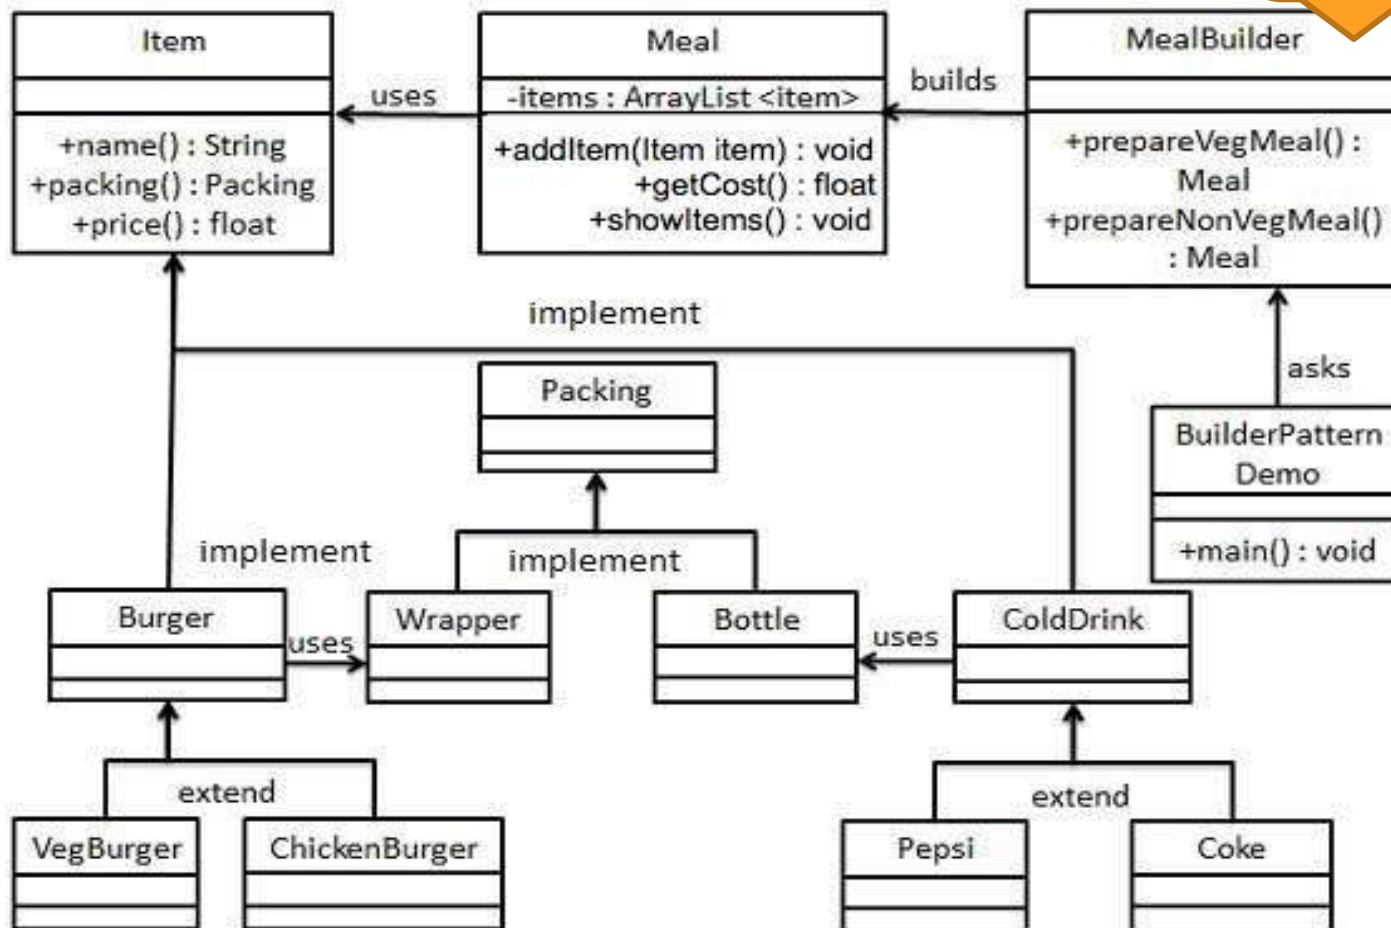 Item
+name() : String
+packing() : Packing
+price() : float
uses
Meal
-items : ArrayList <item>
+addItem(Item item) : void
+getCost() : float
+showItems() : void
builds
MealBuilder
+prepareVegMeal() :
Meal
+prepareNonVegMeal()
: Meal
implement
asks
Packing
BuilderPattern
Demo
+main() : void
implement
implement
Burger
uses
Wrapper
Bottle
uses
ColdDrink
extend
extend
VegBurger
ChickenBurger
Pepsi
Coke